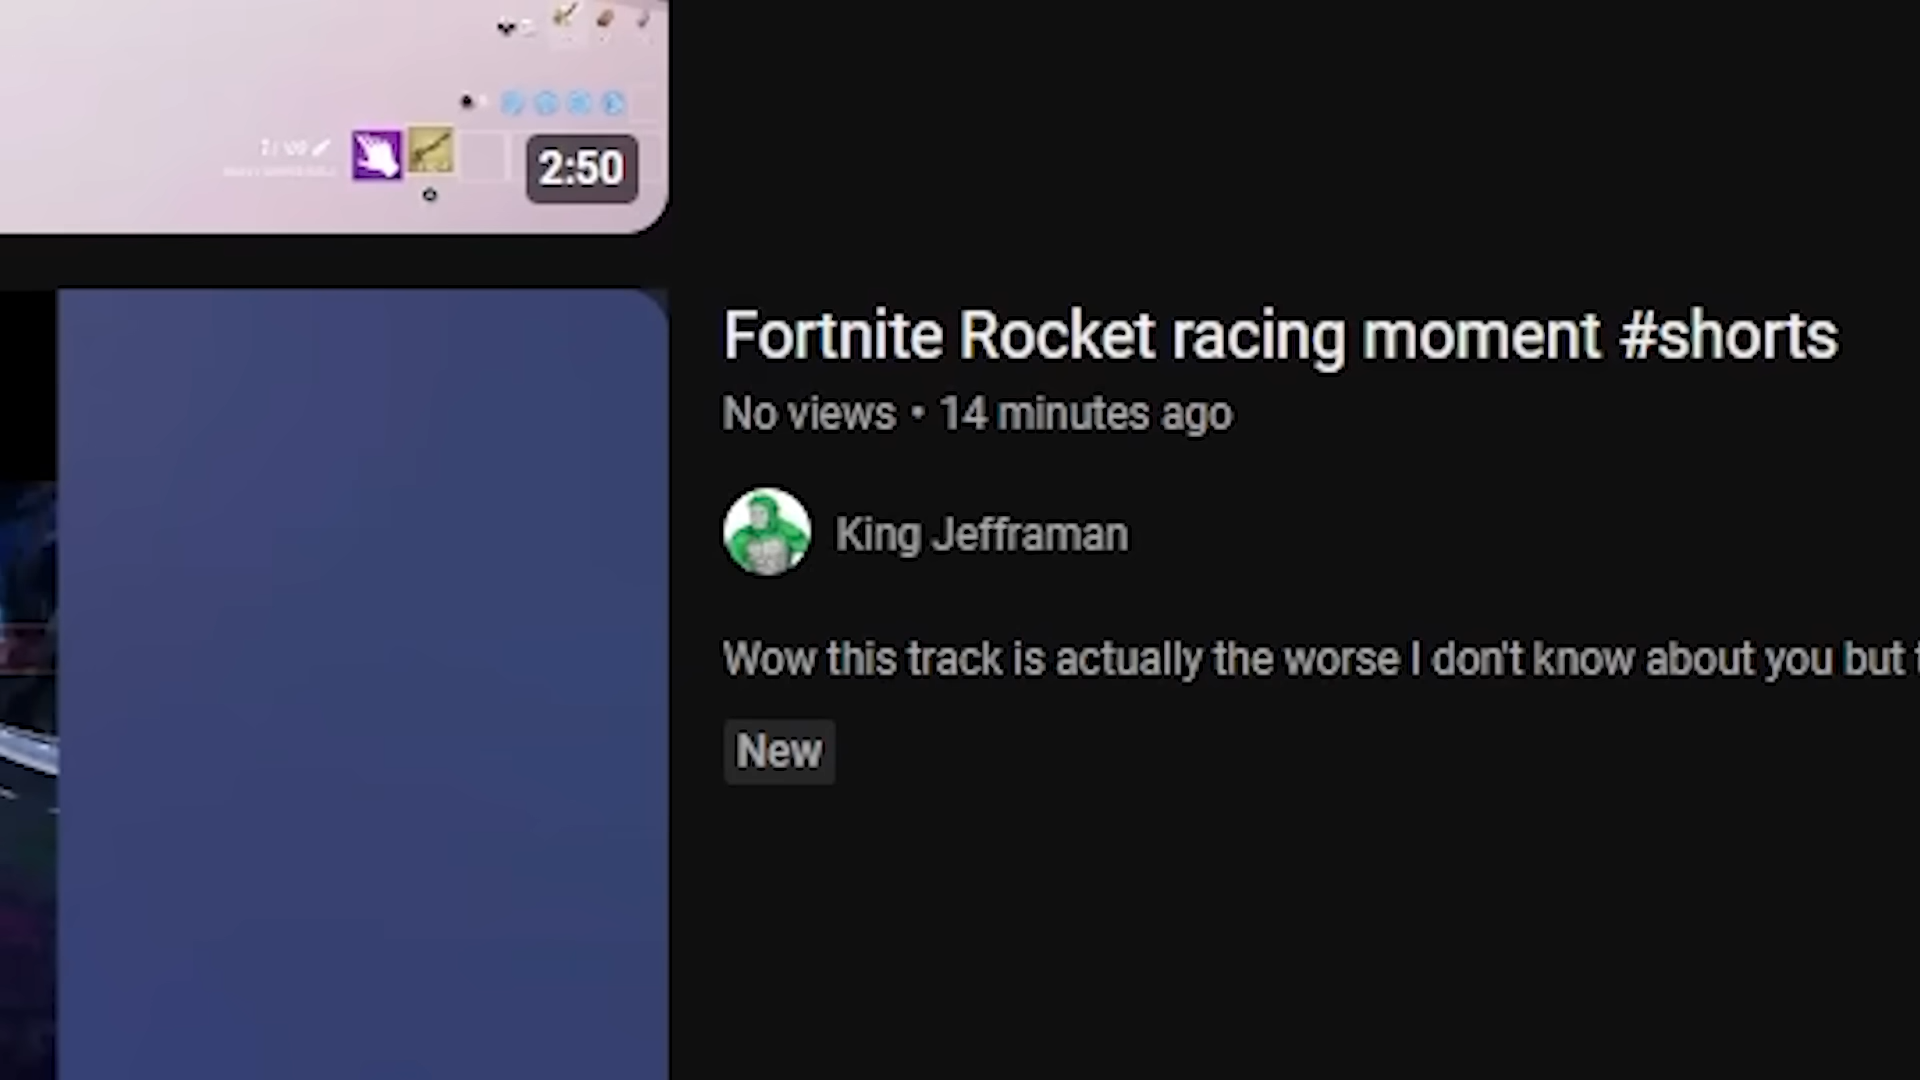 2:50
Fortnite Rocket racing moment #shorts
No views • 14 minutes ago
King Jefframan
Wow this track is actually the worse I don't know about you but
New